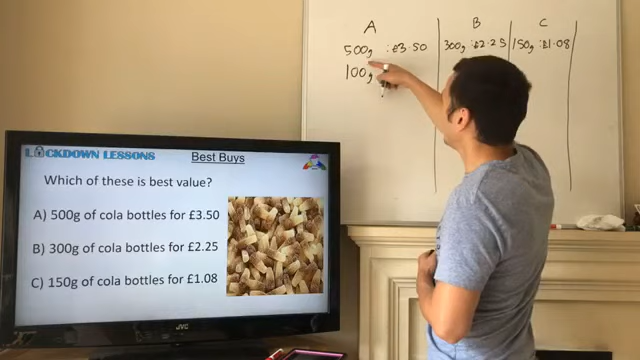 A B C
500g : £3.50 300g : £2.25 150g : £1.08
100g
LOCKDOWN LESSONS Best Buys
Which of these is best value?
A) 500g of cola bottles for £3.50
B) 300g of cola bottles for £2.25
C) 150g of cola bottles for £1.08
JVC